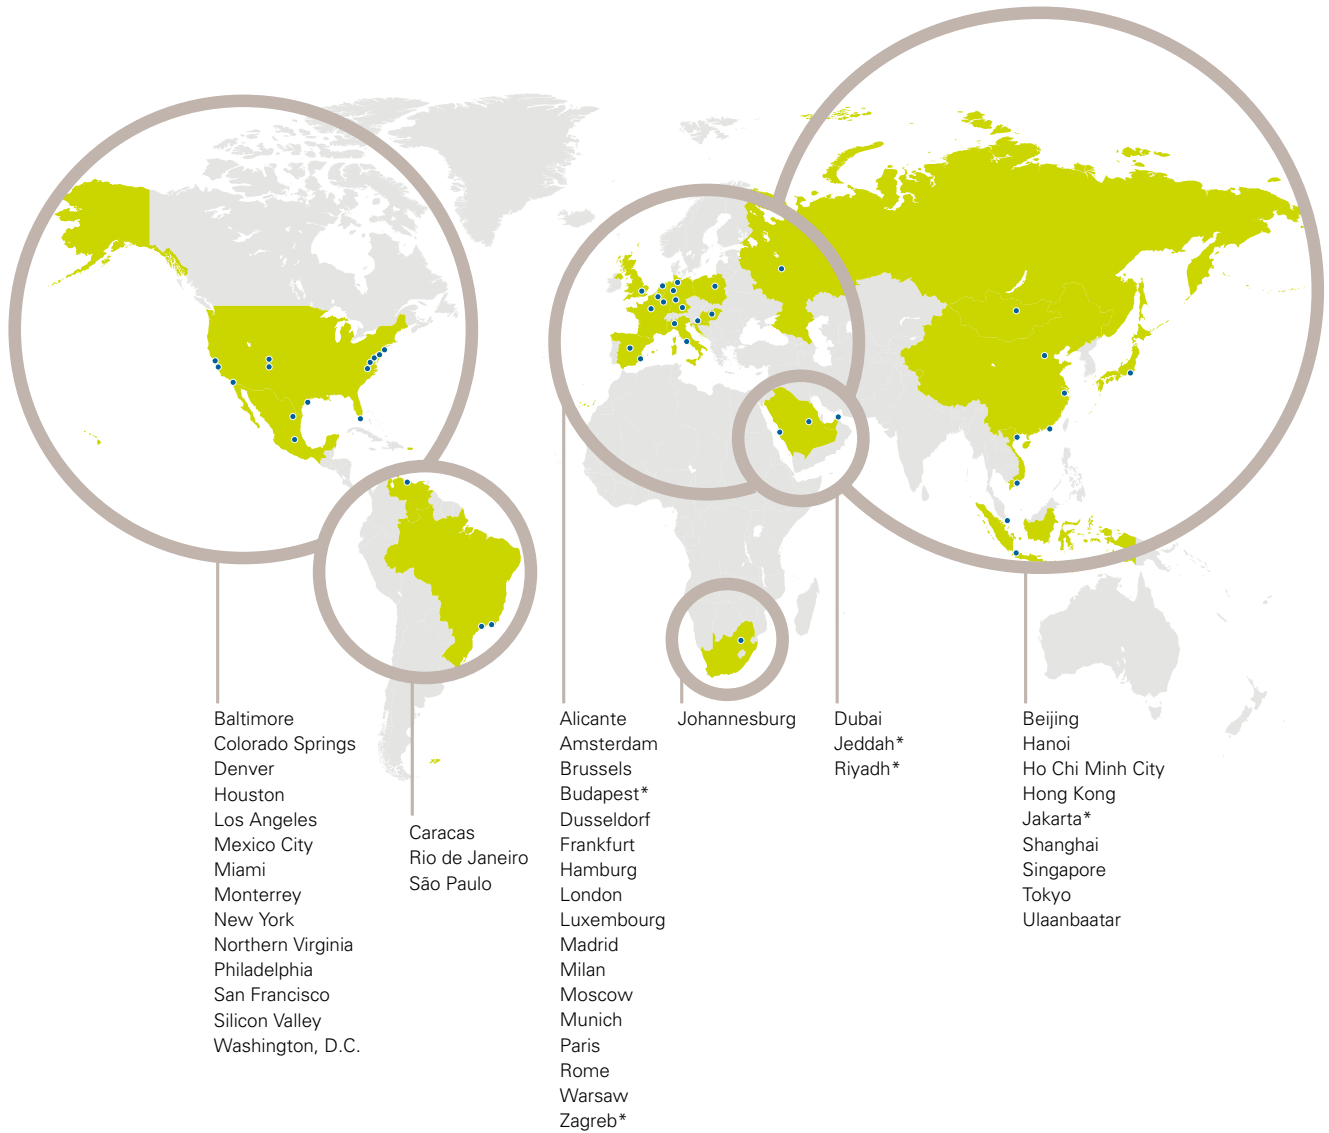 Baltimore
Colorado Springs
Denver
Houston
Los Angeles
Mexico City
Miami
Monterrey
New York
Northern Virginia
Philadelphia
San Francisco
Silicon Valley
Washington, D.C.
Caracas
Rio de Janeiro
São Paulo
Alicante
Amsterdam
Brussels
Budapest*
Dusseldorf
Frankfurt
Hamburg
London
Luxembourg
Madrid
Milan
Moscow
Munich
Paris
Rome
Warsaw
Zagreb*
Johannesburg
Dubai
Jeddah*
Riyadh*
Beijing
Hanoi
Ho Chi Minh City
Hong Kong
Jakarta*
Shanghai
Singapore
Tokyo
Ulaanbaatar